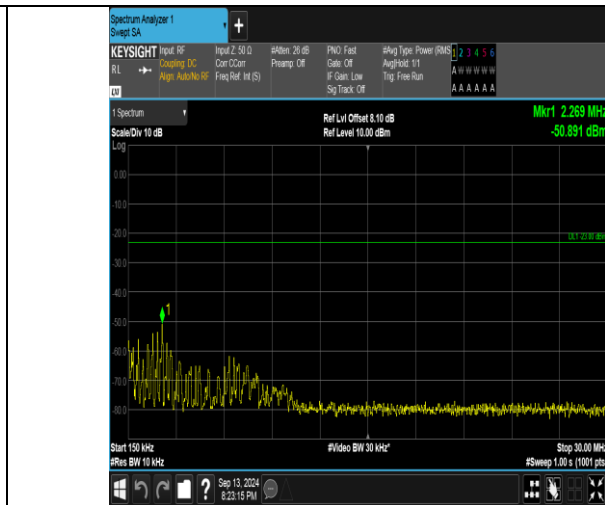 Spectrum Analyzer 1
Swept SA
+
KEYSIGHT
RL
LXI
Input: RF
Coupling: DC
Align: Auto/No RF
Input Z: 50 Ω
Corr CCorr
Freq Ref: Int (S)
#Atten: 26 dB
Preamp: Off
PNO: Fast
Gate: Off
IF Gain: Low
Sig Track: Off
#Avg Type: Power (RMS
Avg|Hold: 1/1
Trig: Free Run
1 2 3 4 5 6
A W W W W W
A A A A A A
1 Spectrum
Scale/Div 10 dB
Log
Ref Lvl Offset 8.10 dB
Ref Level 10.00 dBm
Mkr1 2.269 MHz
-50.891 dBm
0.00
-10.0
-20.0
-30.0
-40.0
-50.0
-60.0
-70.0
-80.0
1
Start 150 kHz
#Res BW 10 kHz
#Video BW 30 kHz*
Stop 30.00 MHz
#Sweep 1.00 s (1001 pts
?
Sep 13, 2024
8:23:15 PM